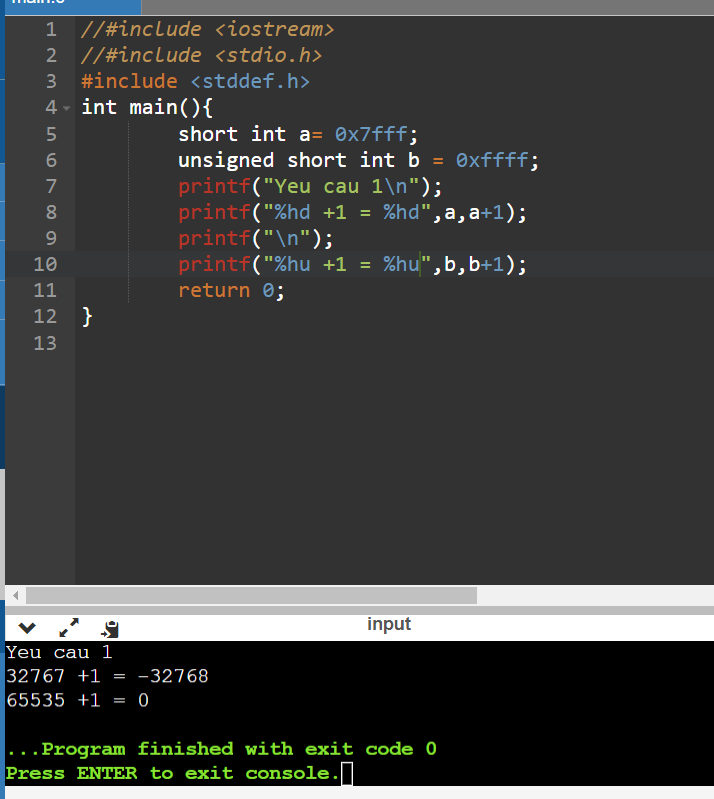 main.c
1 //#include <iostream>
2 //#include <stdio.h>
3 #include <stddef.h>
4 int main(){
5 short int a= 0x7fff;
6 unsigned short int b = 0xffff;
7 printf("Yeu cau 1\n");
8 printf("%hd +1 = %hd",a,a+1);
9 printf("\n");
10 printf("%hu +1 = %hu",b,b+1);
11 return 0;
12 }
13
input
Yeu cau 1
32767 +1 = -32768
65535 +1 = 0
...Program finished with exit code 0
Press ENTER to exit console.